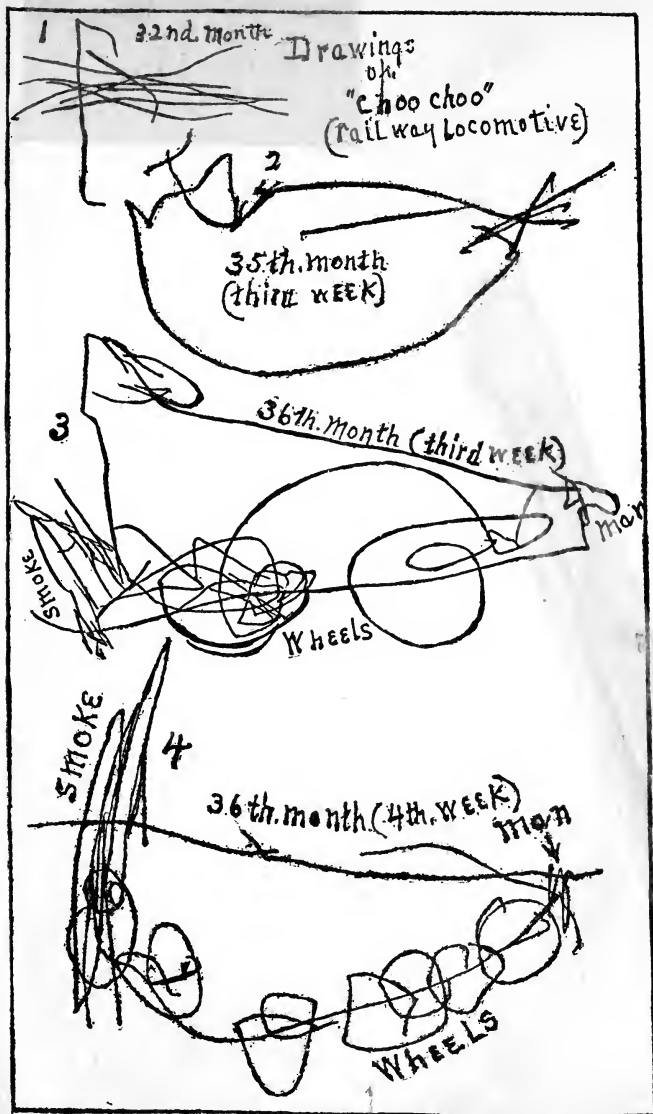 1
32nd month
Drawings
of
"choo choo"
(railway Locomotive)
2
35th. month
(third WEEK)
3
36th. month (third WEEK)
man
Smoke
Wheels
4
SMOKE
36th. month (4th. WEEK)
Man
WHEELS